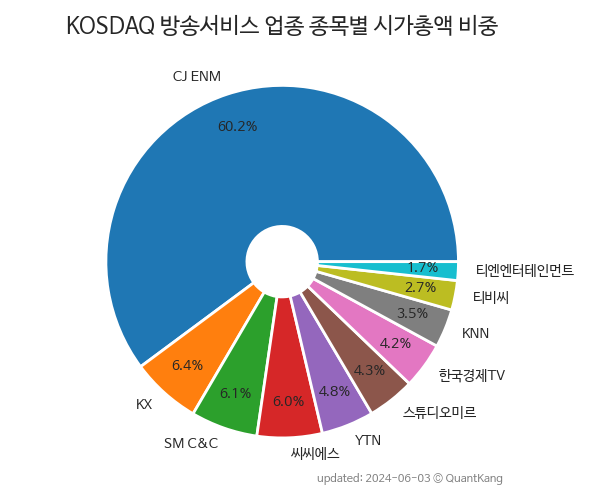 KOSDAQ 방송서비스 업종 종목별 시가총액 비중
CJ ENM
60.2%
1.7%
티엔엔터테인먼트
2.7%
티비씨
3.5%
KNN
4.2%
한국경제TV
4.3%
스튜디오미르
4.8%
YTN
6.0%
씨씨에스
6.1%
SM C&C
6.4%
KX
updated: 2024-06-03 © QuantKang